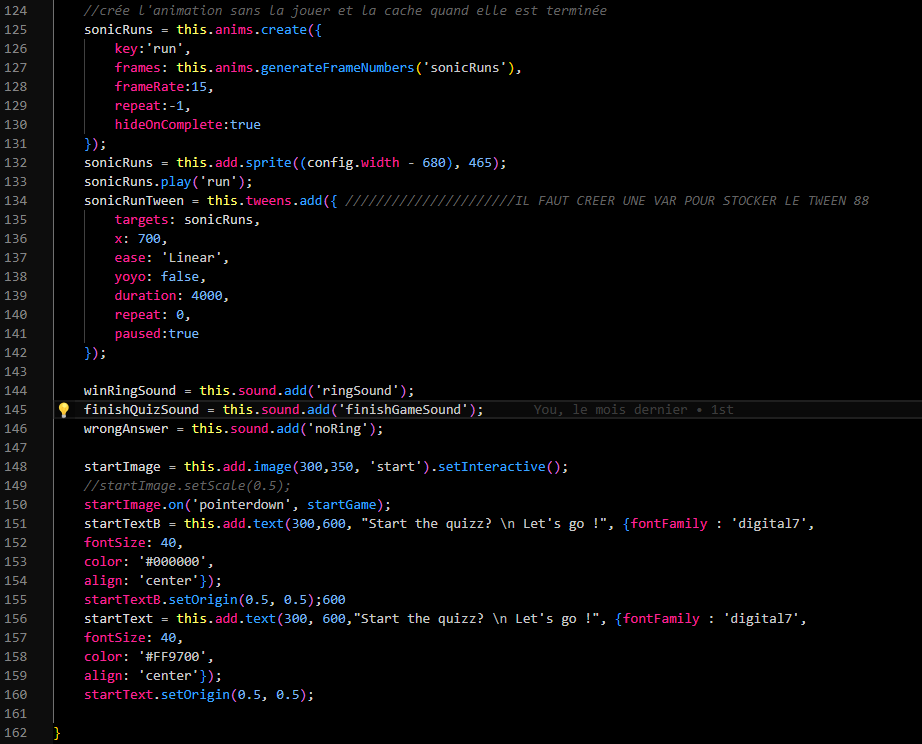 124 //crée l'animation sans la jouer et la cache quand elle est terminée
125 sonicRuns = this.anims.create({
126 key:'run',
127 frames: this.anims.generateFrameNumbers('sonicRuns'),
128 frameRate:15,
129 repeat:-1,
130 hideOnComplete:true
131 });
132 sonicRuns = this.add.sprite((config.width - 680), 465);
133 sonicRuns.play('run');
134 sonicRunTween = this.tweens.add({ //////////////////////IL FAUT CREER UNE VAR POUR STOCKER LE TWEEN 88
135 targets: sonicRuns,
136 x: 700,
137 ease: 'Linear',
138 yoyo: false,
139 duration: 4000,
140 repeat: 0,
141 paused:true
142 });
143
144 winRingSound = this.sound.add('ringSound');
145 finishQuizSound = this.sound.add('finishGameSound'); You, le mois dernier • 1st
146 wrongAnswer = this.sound.add('noRing');
147
148 startImage = this.add.image(300,350, 'start').setInteractive();
149 //startImage.setScale(0.5);
150 startImage.on('pointerdown', startGame);
151 startTextB = this.add.text(300,600, "Start the quizz? \n Let's go !", {fontFamily : 'digital7',
152 fontSize: 40,
153 color: '#000000',
154 align: 'center'});
155 startTextB.setOrigin(0.5, 0.5);600
156 startText = this.add.text(300, 600,"Start the quizz? \n Let's go !", {fontFamily : 'digital7',
157 fontSize: 40,
158 color: '#FF9700',
159 align: 'center'});
160 startText.setOrigin(0.5, 0.5);
161
162 }